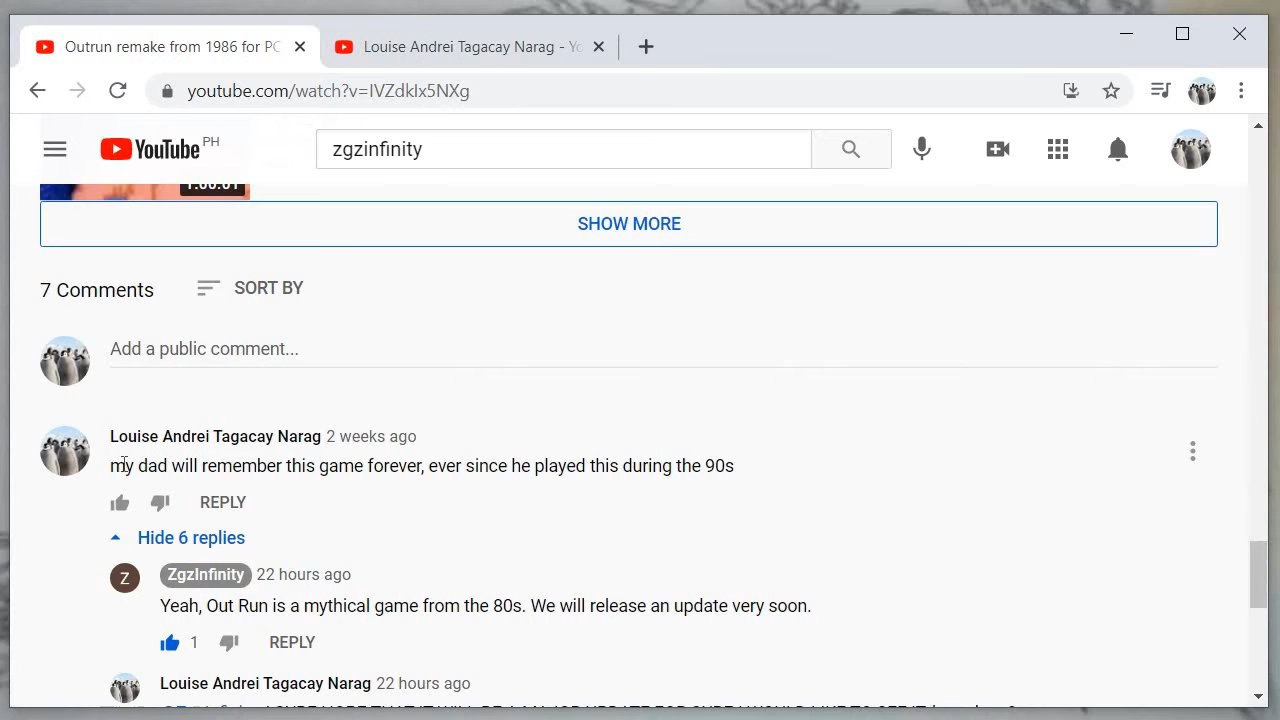 Outrun remake from 1986 for PC
Louise Andrei Tagacay Narag - Yo
youtube.com/watch?v=IVZdkIx5NXg
YouTube PH
zgzinfinity
SHOW MORE
7 Comments
SORT BY
Add a public comment...
Louise Andrei Tagacay Narag 2 weeks ago
my dad will remember this game forever, ever since he played this during the 90s
REPLY
Hide 6 replies
Z
ZgzInfinity 22 hours ago
Yeah, Out Run is a mythical game from the 80s. We will release an update very soon.
1
REPLY
Louise Andrei Tagacay Narag 22 hours ago